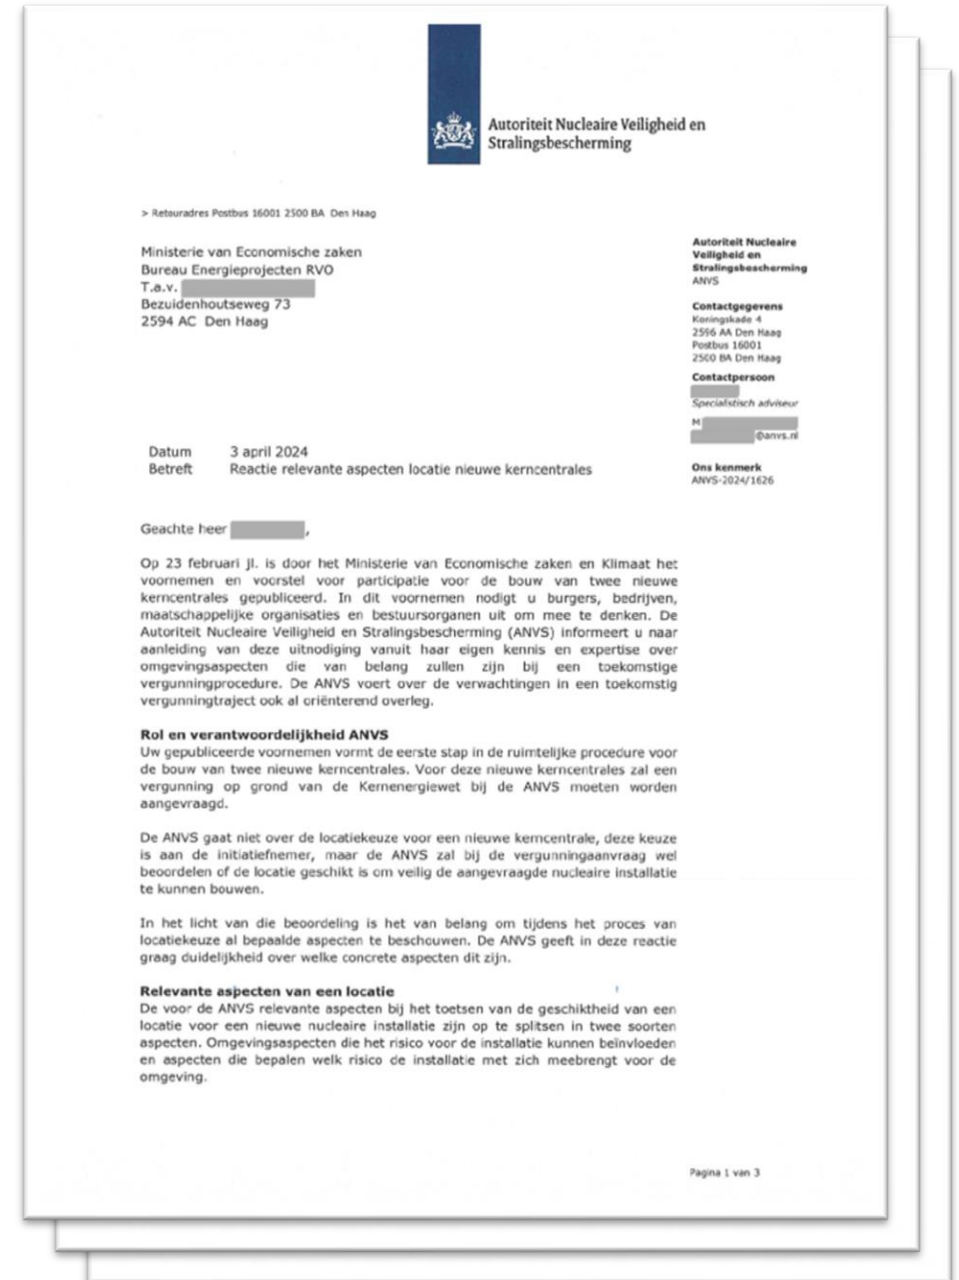 Autoriteit Nucleaire Veiligheid en
Stralingsbescherming
> Retouradres Postbus 16001 2500 BA Den Haag
Ministerie van Economische zaken
Bureau Energieprojecten RVO
T.a.v.
Bezuidenhoutseweg 73
2594 AC Den Haag
Autoriteit Nucleaire
Veiligheid en
Stralingsbescherming
ANVS
Contactgegevens
Koningskade 4
2596 AA Den Haag
Postbus 16001
2500 BA Den Haag
Contactpersoon
Specialistisch adviseur
M
@anvs.nl
Ons kenmerk
ANVS-2024/1626
Datum 3 april 2024
Betreft Reactie relevante aspecten locatie nieuwe kerncentrales
Geachte heer ,
Op 23 februari jl. is door het Ministerie van Economische zaken en Klimaat het
voornemen en voorstel voor participatie voor de bouw van twee nieuwe
kerncentrales gepubliceerd. In dit voornemen nodigt u burgers, bedrijven,
maatschappelijke organisaties en bestuursorganen uit om mee te denken. De
Autoriteit Nucleaire Veiligheid en Stralingsbescherming (ANVS) informeert u naar
aanleiding van deze uitnodiging vanuit haar eigen kennis en expertise over
omgevingsaspecten die van belang zullen zijn bij een toekomstige
vergunningprocedure. De ANVS voert over de verwachtingen in een toekomstig
vergunningtraject ook al oriënterend overleg.
Rol en verantwoordelijkheid ANVS
Uw gepubliceerde voornemen vormt de eerste stap in de ruimtelijke procedure voor
de bouw van twee nieuwe kerncentrales. Voor deze nieuwe kerncentrales zal een
vergunning op grond van de Kernenergiewet bij de ANVS moeten worden
aangevraagd.
De ANVS gaat niet over de locatiekeuze voor een nieuwe kerncentrale, deze keuze
is aan de initiatiefnemer, maar de ANVS zal bij de vergunningaanvraag wel
beoordelen of de locatie geschikt is om veilig de aangevraagde nucleaire installatie
te kunnen bouwen.
In het licht van die beoordeling is het van belang om tijdens het proces van
locatiekeuze al bepaalde aspecten te beschouwen. De ANVS geeft in deze reactie
graag duidelijkheid over welke concrete aspecten dit zijn.
Relevante aspecten van een locatie
De voor de ANVS relevante aspecten bij het toetsen van de geschiktheid van een
locatie voor een nieuwe nucleaire installatie zijn op te splitsen in twee soorten
aspecten. Omgevingsaspecten die het risico voor de installatie kunnen beïnvloeden
en aspecten die bepalen welk risico de installatie met zich meebrengt voor de
omgeving.
Pagina 1 van 3